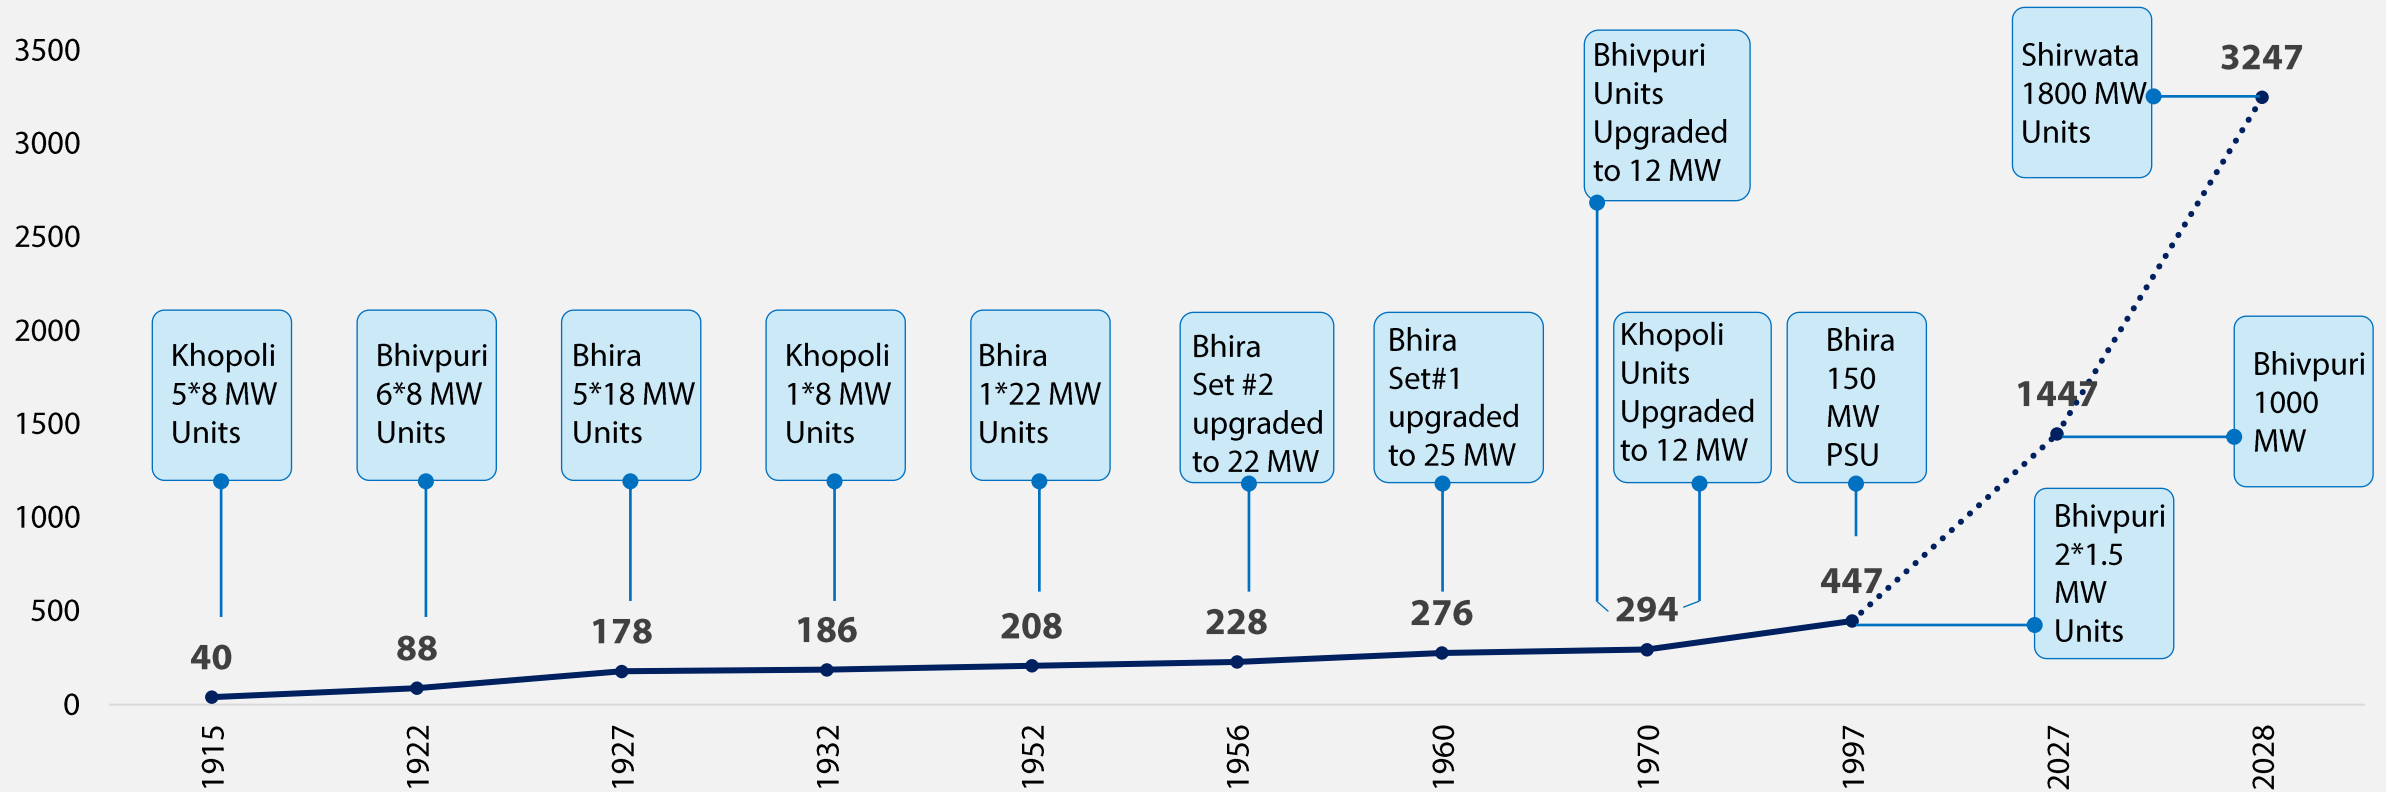 3500
3000
2500
2000
1500
1000
500
0
Khopoli
5*8 MW
Units
Bhivpuri
6*8 MW
Units
Bhira
5*18 MW
Units
Khopoli
1*8 MW
Units
Bhira
1*22 MW
Units
Bhira
Set #2
upgraded
to 22 MW
Bhira
Set#1
upgraded
to 25 MW
Bhivpuri
Units
Upgraded
to 12 MW
Khopoli
Units
Upgraded
to 12 MW
Bhira
150
MW
PSU
Shirwata
1800 MW
Units
Bhivpuri
1000
MW
Bhivpuri
2*1.5
MW
Units
40
88
178
186
208
228
276
294
447
1447
3247
1915
1922
1927
1932
1952
1956
1960
1970
1997
2027
2028